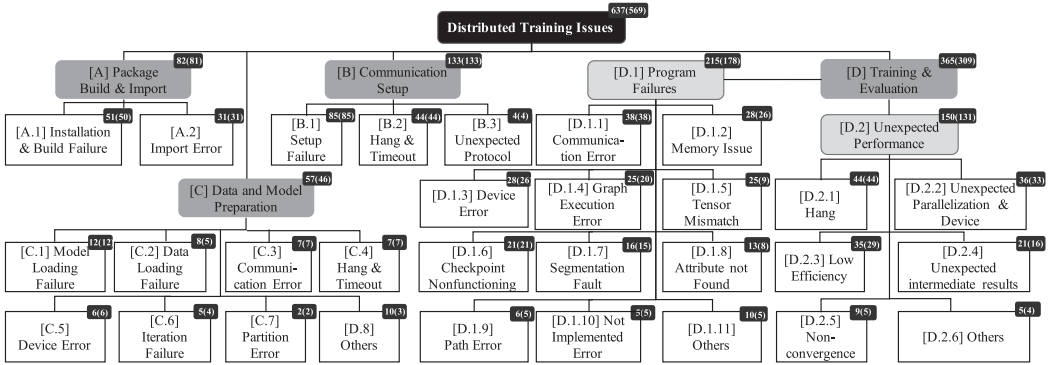 Distributed Training Issues
637(569)
[A] Package
Build & Import
82(81)
[B] Communication
Setup
133(133)
[D.1] Program
Failures
215(178)
[D] Training &
Evaluation
365(309)
[A.1] Installation
& Build Failure
51(50)
[A.2]
Import Error
31(31)
[B.1]
Setup
Failure
85(85)
[B.2]
Hang &
Timeout
44(44)
[B.3]
Unexpected
Protocol
4(4)
[D.1.1]
Communica-
tion Error
38(38)
[D.1.2]
Memory Issue
28(26)
[D.2] Unexpected
Performance
150(131)
[C] Data and Model
Preparation
57(46)
[D.1.3] Device
Error
28(26
[D.1.4] Graph
Execution
Error
25(20)
[D.1.5]
Tensor
Mismatch
25(9)
[D.2.1]
Hang
44(44)
[D.2.2] Unexpected
Parallelization &
Device
36(33)
[C.1] Model
Loading
Failure
12(12
[C.2] Data
Loading
Failure
8(5)
[C.3]
Communi-
cation Error
7(7)
[C.4]
Hang &
Timeout
7(7)
[D.1.6]
Checkpoint
Nonfunctioning
21(21)
[D.1.7]
Segmentation
Fault
16(15)
[D.1.8]
Attribute not
Found
13(8)
[D.2.3] Low
Efficiency
35(29)
[D.2.4]
Unexpected
intermediate results
21(16)
[C.5]
Device Error
6(6)
[C.6]
Iteration
Failure
5(4)
[C.7]
Partition
Error
2(2)
[D.8]
Others
10(3)
[D.1.9]
Path Error
6(5)
[D.1.10] Not
Implemented
Error
5(5)
[D.1.11]
Others
10(5)
[D.2.5]
Non-
convergence
9(5)
[D.2.6] Others
5(4)